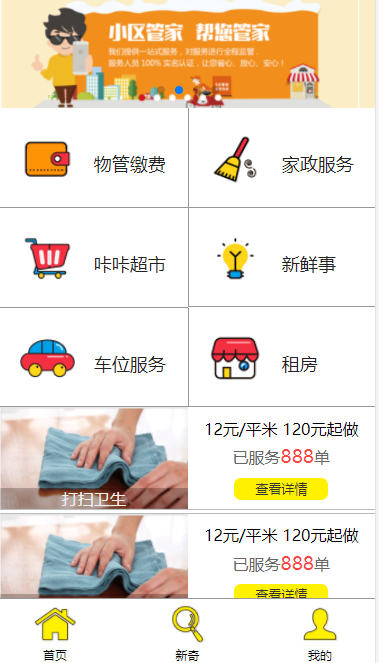 小区管家 帮您管家
我们提供一站式服务，对服务进行全程监管．
服务人员 100% 实名认证，让您省心、放心、安心！
物管缴费
家政服务
咔咔超市
新鲜事
车位服务
租房
12元/平米 120元起做
已服务888单
打扫卫生
查看详情
12元/平米 120元起做
已服务888单
查看详情
首页
新奇
我的